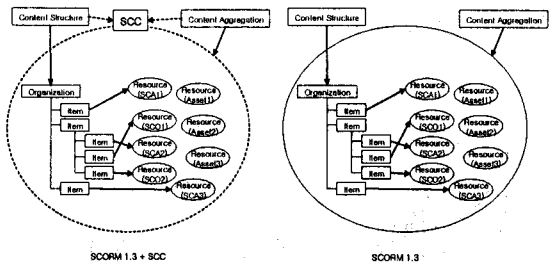 Content Structure
SCC
Content Aggregation
Organization
Item
Item
Item
Item
Item
Item
Resource
(SCA1)
Resource
(Asset1)
Resource
(SCO1)
Resource
(Asset2)
Resource
(SCA2)
Resource
(Asset3)
Resource
(SCO2)
Resource
(SCA3)
SCORM 1.3 + SCC
Content Structure
Content Aggregation
Organization
Item
Item
Item
Item
Item
Item
Resource
(SCA1)
Resource
(Asset1)
Resource
(SCO1)
Resource
(Asset2)
Resource
(SCA2)
Resource
(Asset3)
Resource
(SCO2)
Resource
(SCA3)
SCORM 1.3